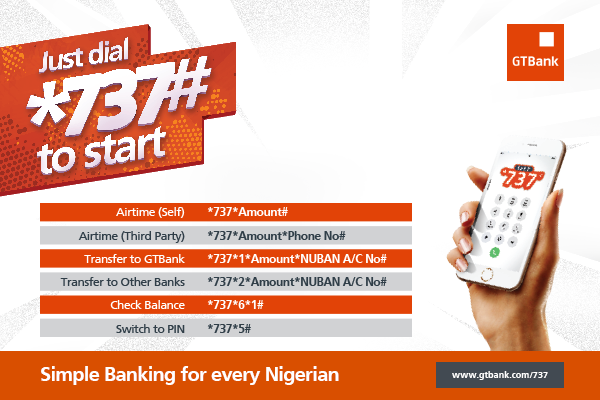 Just dial
*737#
to start
GTBank
737
Airtime (Self) *737*Amount#
Airtime (Third Party) *737*Amount*Phone No#
Transfer to GTBank *737*1*Amount*NUBAN A/C No#
Transfer to Other Banks *737*2*Amount*NUBAN A/C No#
Check Balance *737*6*1#
Switch to PIN *737*5#
Simple Banking for every Nigerian
www.gtbank.com/737